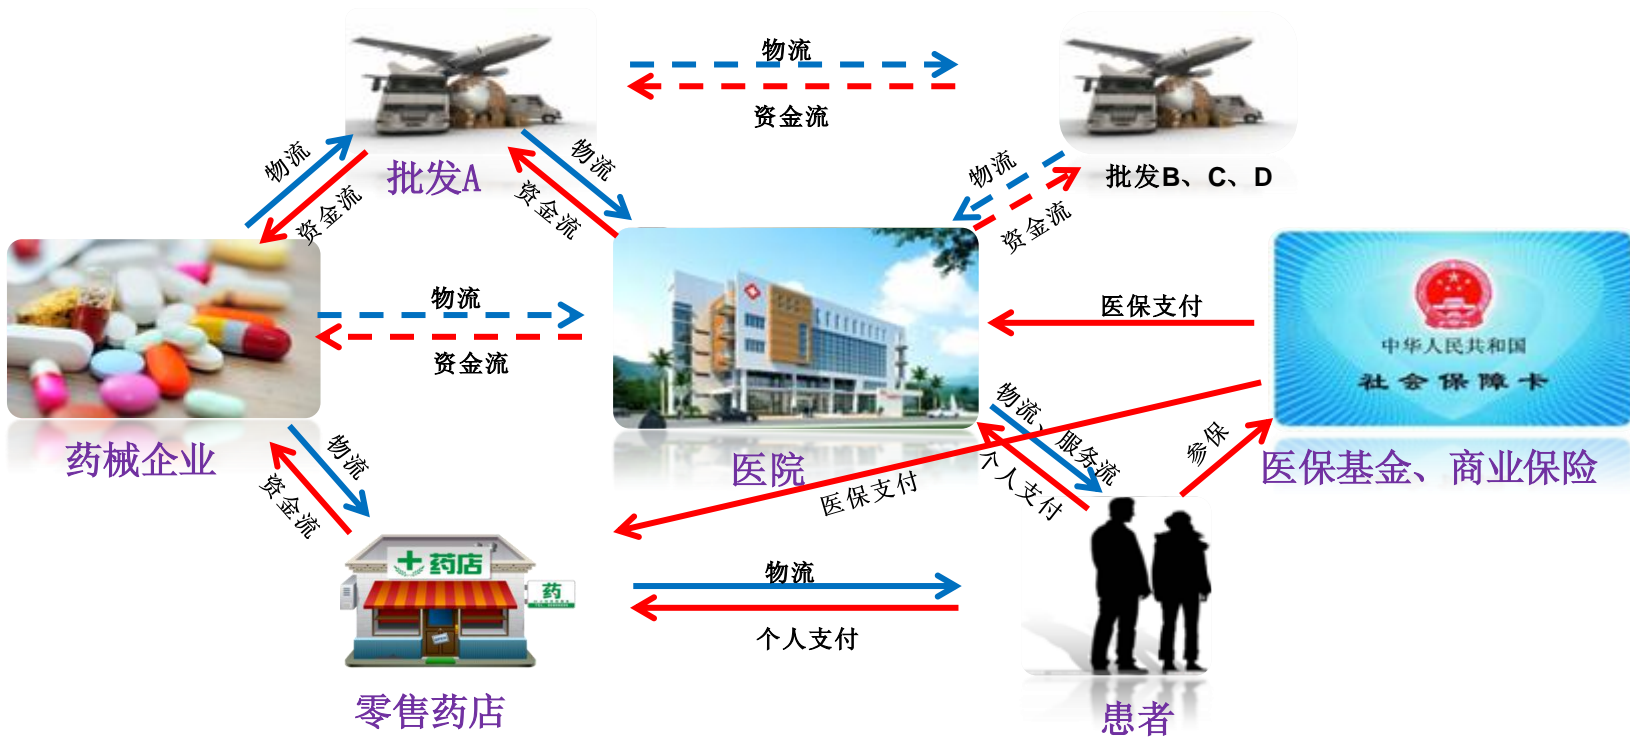 物流
资金流
物流
资金流
批发A
物流
资金流
物流
资金流
批发B、C、D
物流
资金流
药械企业
医院
医保支付
中华人民共和国
社会保障卡
医保基金、商业保险
物流
资金流
医保支付
物流、服务流
个人支付
参保
药店
药
物流
个人支付
零售药店
患者